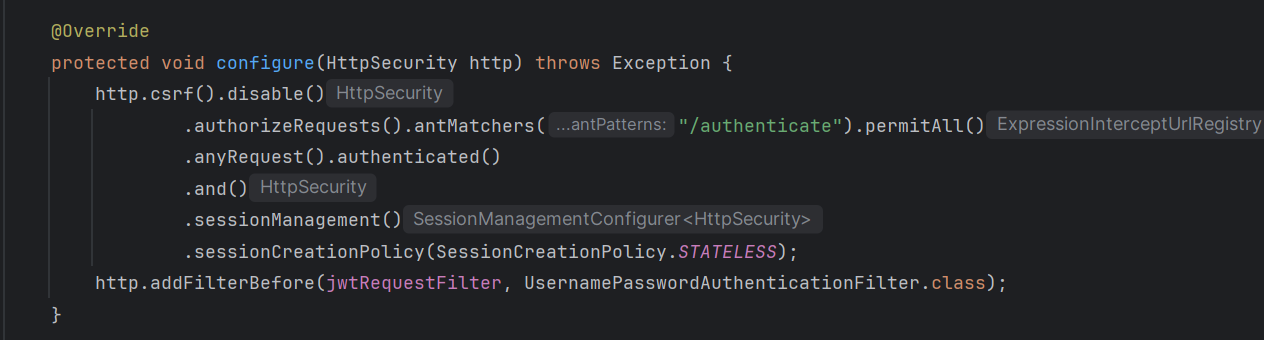 @Override
protected void configure(HttpSecurity http) throws Exception {
http.csrf().disable() HttpSecurity
.authorizeRequests().antMatchers( ...antPatterns: "/authenticate").permitAll() ExpressionInterceptUrlRegistry
.anyRequest().authenticated()
.and() HttpSecurity
.sessionManagement() SessionManagementConfigurer<HttpSecurity>
.sessionCreationPolicy(SessionCreationPolicy.STATELESS);
http.addFilterBefore(jwtRequestFilter, UsernamePasswordAuthenticationFilter.class);
}